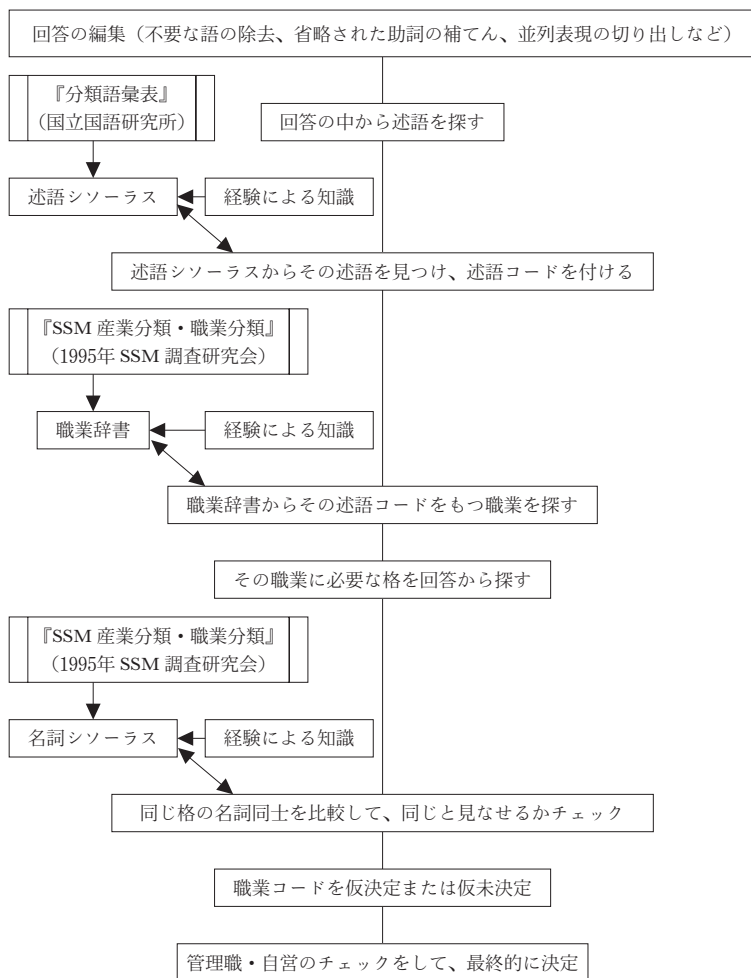 回答の編集（不要な語の除去、省略された助詞の補てん、並列表現の切り出しなど）
『分類語彙表』
（国立国語研究所）
回答の中から述語を探す
述語シソーラス
経験による知識
述語シソーラスからその述語を見つけ、述語コードを付ける
『SSM 産業分類・職業分類』
（1995年 SSM 調査研究会）
職業辞書
経験による知識
職業辞書からその述語コードをもつ職業を探す
その職業に必要な格を回答から探す
『SSM 産業分類・職業分類』
（1995年 SSM 調査研究会）
名詞シソーラス
経験による知識
同じ格の名詞同士を比較して、同じと見なせるかチェック
職業コードを仮決定または仮未決定
管理職・自営のチェックをして、最終的に決定